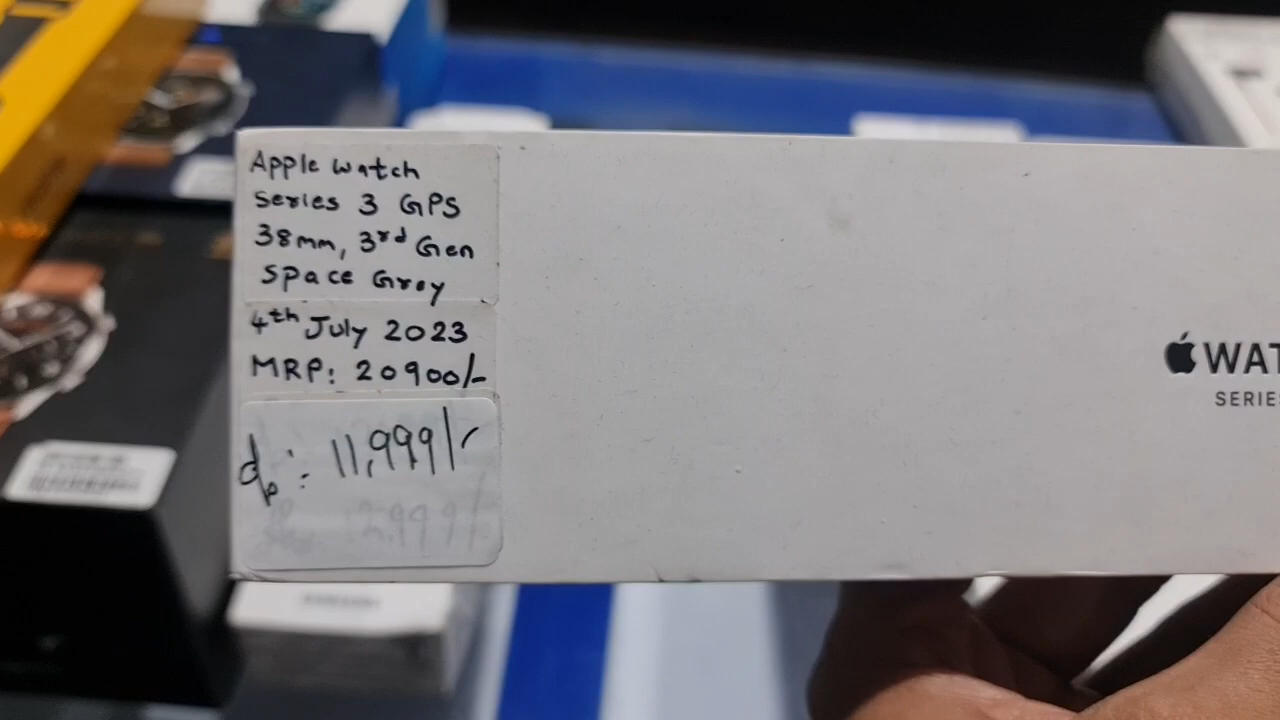 Apple watch
Series 3 GPS
38mm, 3rd Gen
Space Grey
4th July 2023
MRP: 20900/-
dp: 11,999/-
WAT
SERIE